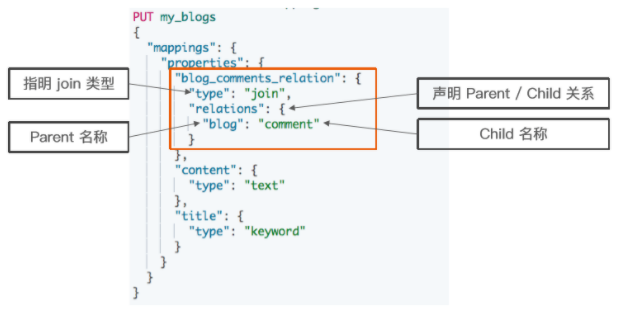 PUT my_blogs
{
"mappings": {
"properties": {
"blog_comments_relation": {
指明 join 类型
"type": "join",
声明 Parent / Child 关系
"relations": {
Parent 名称
"blog": "comment"
Child 名称
}
},
"content": {
"type": "text"
},
"title": {
"type": "keyword"
}
}
}
}